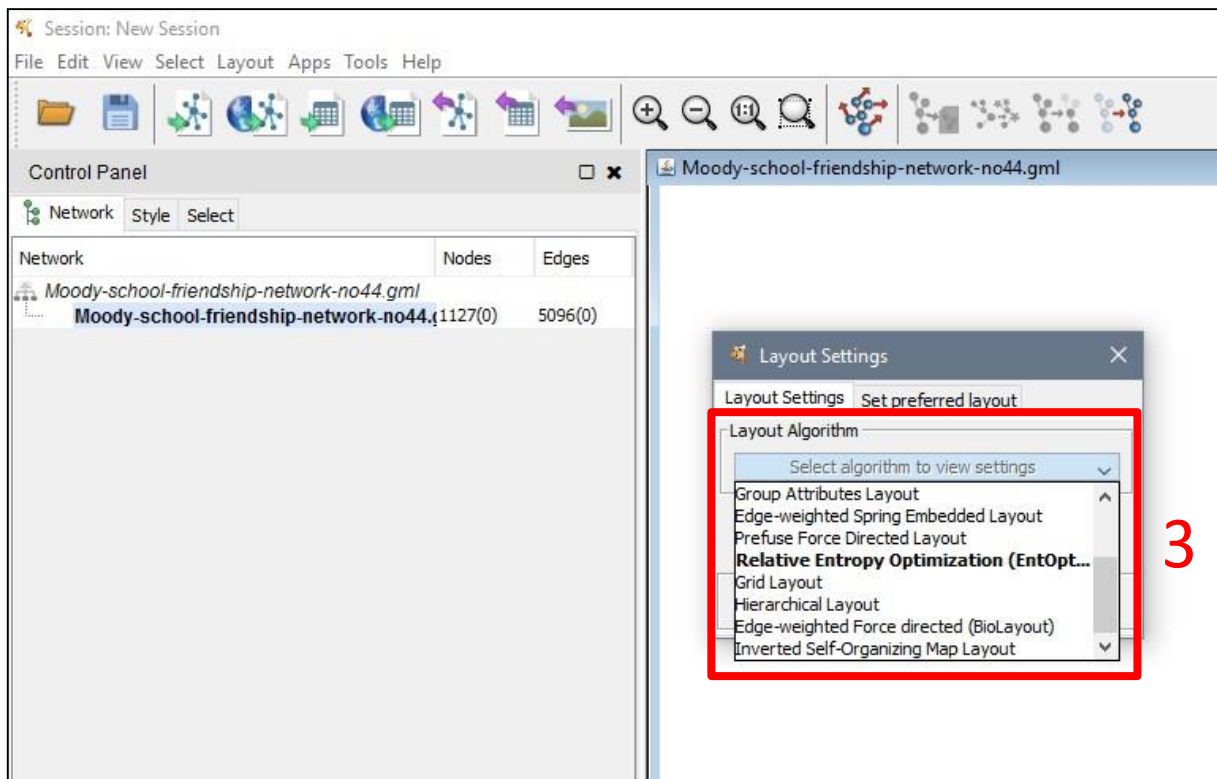 Session: New Session
File Edit View Select Layout Apps Tools Help
1:1
Control Panel
Moody-school-friendship-network-no44.gml
Network Style Select
Network Nodes Edges
Moody-school-friendship-network-no44.gml
Moody-school-friendship-network-no44.g 1127(0) 5096(0)
Layout Settings
Layout Settings Set preferred layout
Layout Algorithm
Select algorithm to view settings
Group Attributes Layout
Edge-weighted Spring Embedded Layout
Prefuse Force Directed Layout
Relative Entropy Optimization (EntOpt...
Grid Layout
Hierarchical Layout
Edge-weighted Force directed (BioLayout)
Inverted Self-Organizing Map Layout
3